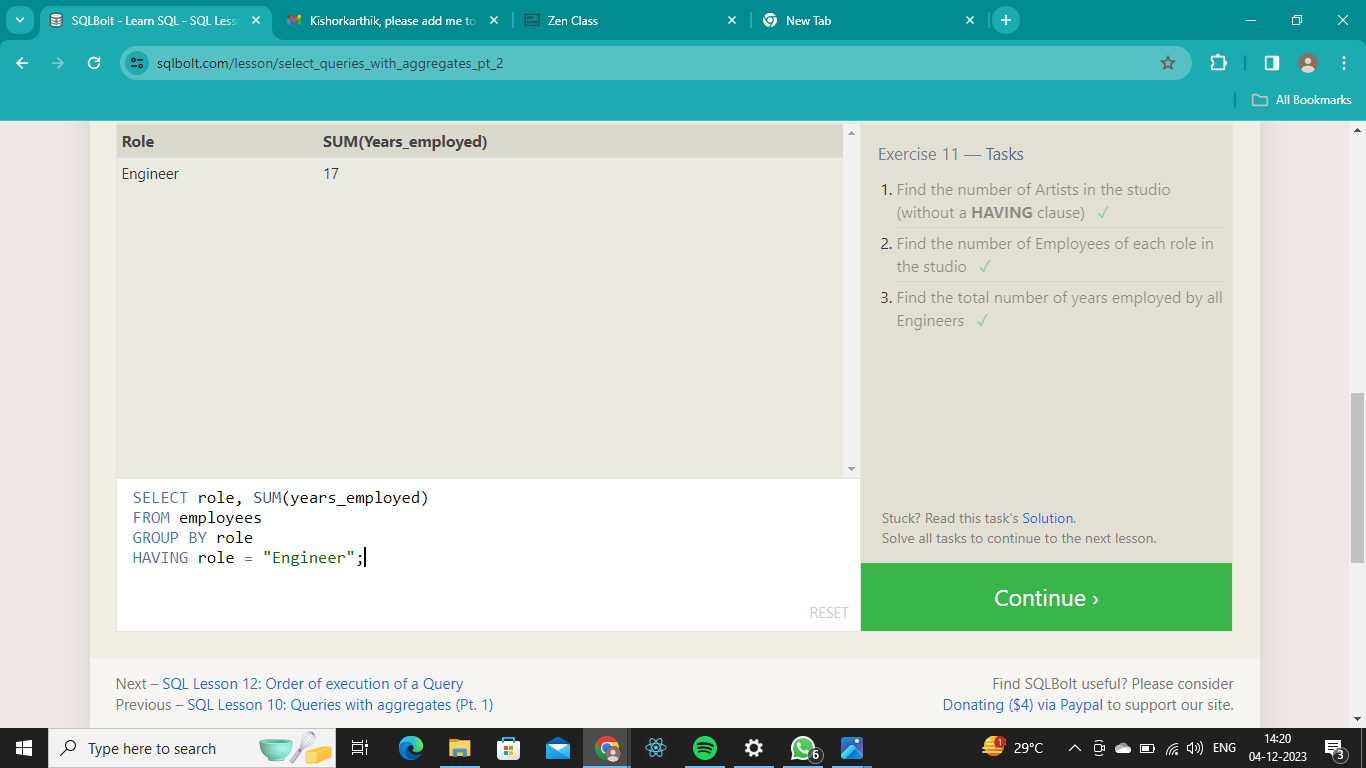 SQLBolt - Learn SQL - SQL Less
Kishorkarthik, please add me to
Zen Class
New Tab
sqlbolt.com/lesson/select_queries_with_aggregates_pt_2
All Bookmarks
Role SUM(Years_employed)
Engineer 17
Exercise 11 — Tasks
1. Find the number of Artists in the studio
(without a HAVING clause) ✓
2. Find the number of Employees of each role in
the studio ✓
3. Find the total number of years employed by all
Engineers ✓
SELECT role, SUM(years_employed)
FROM employees
GROUP BY role
HAVING role = "Engineer";
RESET
Stuck? Read this task's Solution.
Solve all tasks to continue to the next lesson.
Continue ›
Next – SQL Lesson 12: Order of execution of a Query
Previous – SQL Lesson 10: Queries with aggregates (Pt. 1)
Find SQLBolt useful? Please consider
Donating ($4) via Paypal to support our site.
Type here to search
6
1
29°C
ENG
14:20
04-12-2023
3